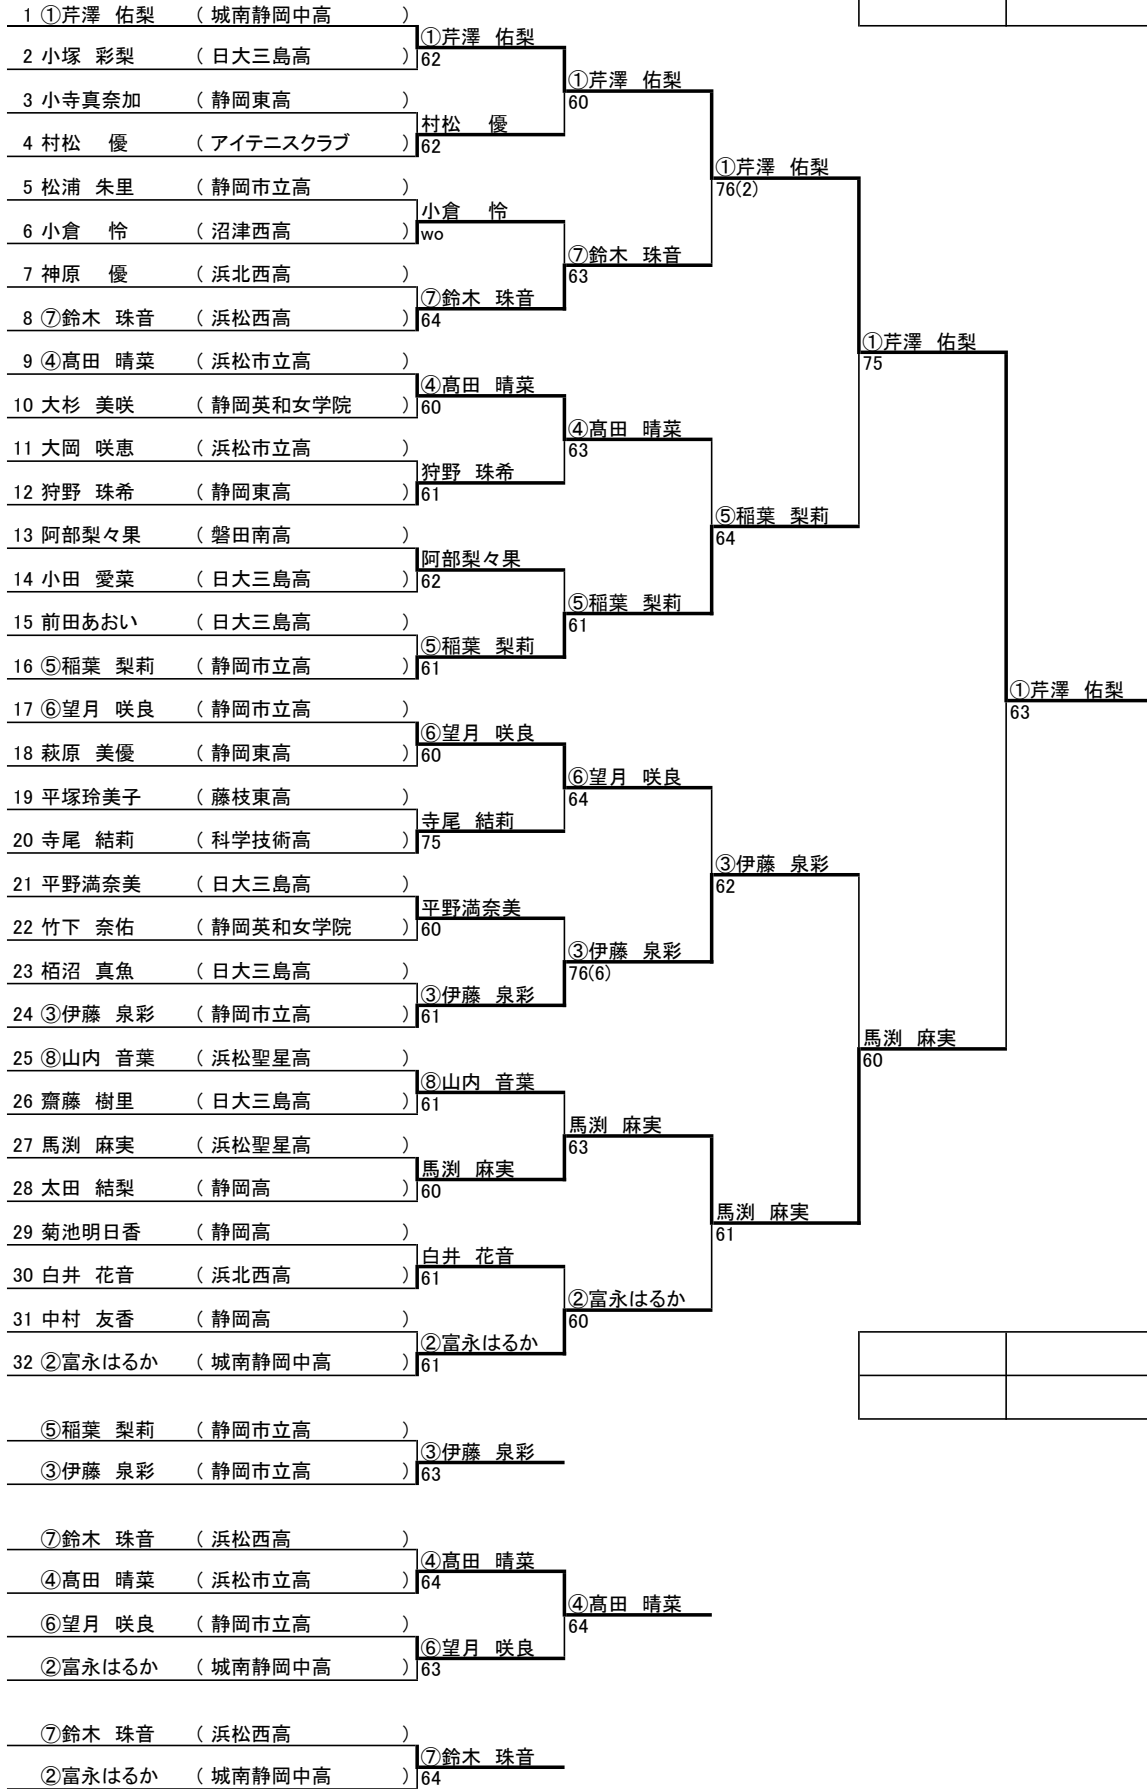 1 ①芹澤 佑梨 ( 城南静岡中高 )
①芹澤 佑梨
2 小塚 彩梨 ( 日大三島高 ) 62
①芹澤 佑梨
3 小寺真奈加 ( 静岡東高 ) 60
村松 優
4 村松 優 ( アイテニスクラブ ) 62
①芹澤 佑梨
5 松浦 朱里 ( 静岡市立高 ) 76(2)
小倉 怜
6 小倉 怜 ( 沼津西高 ) wo
⑦鈴木 珠音
7 神原 優 ( 浜北西高 ) 63
⑦鈴木 珠音
8 ⑦鈴木 珠音 ( 浜松西高 ) 64
①芹澤 佑梨
9 ④髙田 晴菜 ( 浜松市立高 ) 75
④髙田 晴菜
10 大杉 美咲 ( 静岡英和女学院 ) 60
④髙田 晴菜
11 大岡 咲恵 ( 浜松市立高 ) 63
狩野 珠希
12 狩野 珠希 ( 静岡東高 ) 61
⑤稲葉 梨莉
13 阿部梨々果 ( 磐田南高 ) 64
阿部梨々果
14 小田 愛菜 ( 日大三島高 ) 62
⑤稲葉 梨莉
15 前田あおい ( 日大三島高 ) 61
⑤稲葉 梨莉
16 ⑤稲葉 梨莉 ( 静岡市立高 ) 61
①芹澤 佑梨
17 ⑥望月 咲良 ( 静岡市立高 ) 63
⑥望月 咲良
18 萩原 美優 ( 静岡東高 ) 60
⑥望月 咲良
19 平塚玲美子 ( 藤枝東高 ) 64
寺尾 結莉
20 寺尾 結莉 ( 科学技術高 ) 75
③伊藤 泉彩
21 平野満奈美 ( 日大三島高 ) 62
平野満奈美
22 竹下 奈佑 ( 静岡英和女学院 ) 60
③伊藤 泉彩
23 栢沼 真魚 ( 日大三島高 ) 76(6)
③伊藤 泉彩
24 ③伊藤 泉彩 ( 静岡市立高 ) 61
馬渕 麻実
25 ⑧山内 音葉 ( 浜松聖星高 ) 60
⑧山内 音葉
26 齋藤 樹里 ( 日大三島高 ) 61
馬渕 麻実
27 馬渕 麻実 ( 浜松聖星高 ) 63
馬渕 麻実
28 太田 結梨 ( 静岡高 ) 60
馬渕 麻実
29 菊池明日香 ( 静岡高 ) 61
白井 花音
30 白井 花音 ( 浜北西高 ) 61
②富永はるか
31 中村 友香 ( 静岡高 ) 60
②富永はるか
32 ②富永はるか ( 城南静岡中高 ) 61
⑤稲葉 梨莉 ( 静岡市立高 )
③伊藤 泉彩
③伊藤 泉彩 ( 静岡市立高 ) 63
⑦鈴木 珠音 ( 浜松西高 )
④髙田 晴菜
④髙田 晴菜 ( 浜松市立高 ) 64
④髙田 晴菜
⑥望月 咲良 ( 静岡市立高 ) 64
⑥望月 咲良
②富永はるか ( 城南静岡中高 ) 63
⑦鈴木 珠音 ( 浜松西高 )
⑦鈴木 珠音
②富永はるか ( 城南静岡中高 ) 64